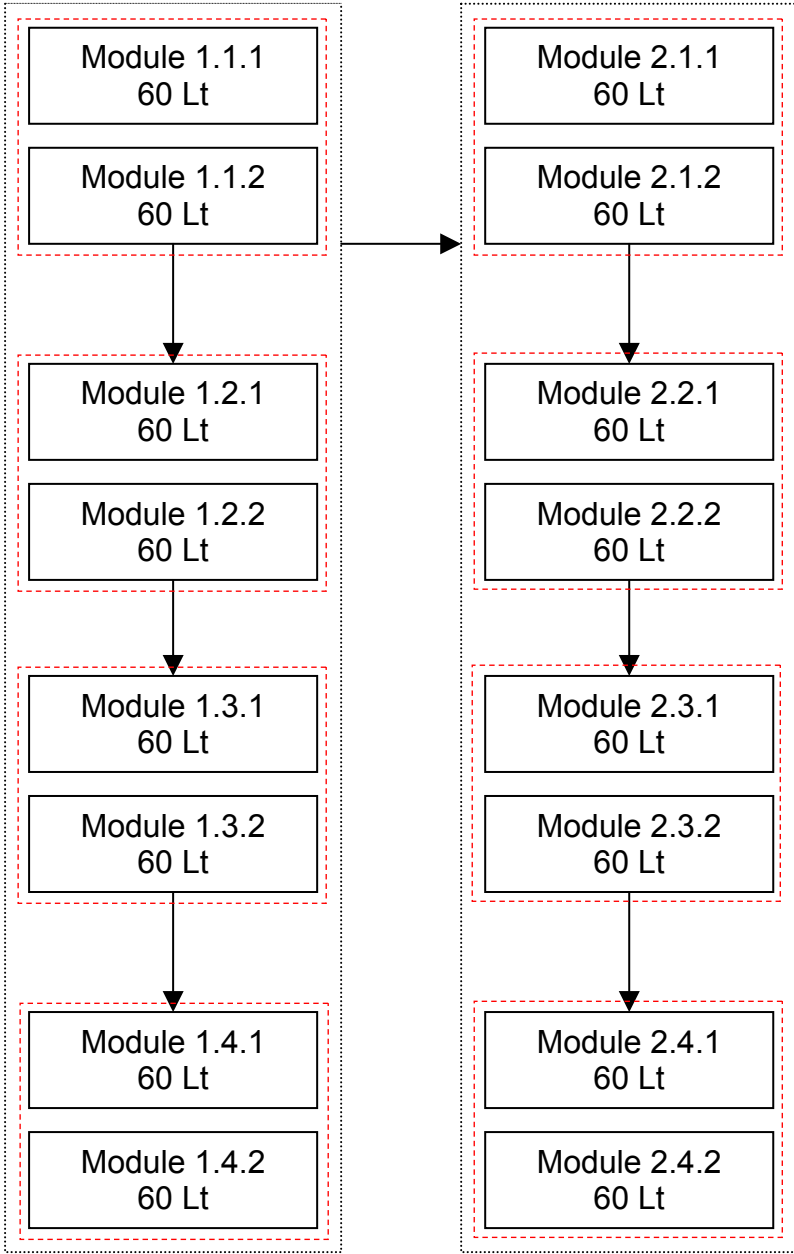 Module 1.1.1
60 Lt
Module 1.1.2
60 Lt
Module 1.2.1
60 Lt
Module 1.2.2
60 Lt
Module 1.3.1
60 Lt
Module 1.3.2
60 Lt
Module 1.4.1
60 Lt
Module 1.4.2
60 Lt
Module 2.1.1
60 Lt
Module 2.1.2
60 Lt
Module 2.2.1
60 Lt
Module 2.2.2
60 Lt
Module 2.3.1
60 Lt
Module 2.3.2
60 Lt
Module 2.4.1
60 Lt
Module 2.4.2
60 Lt